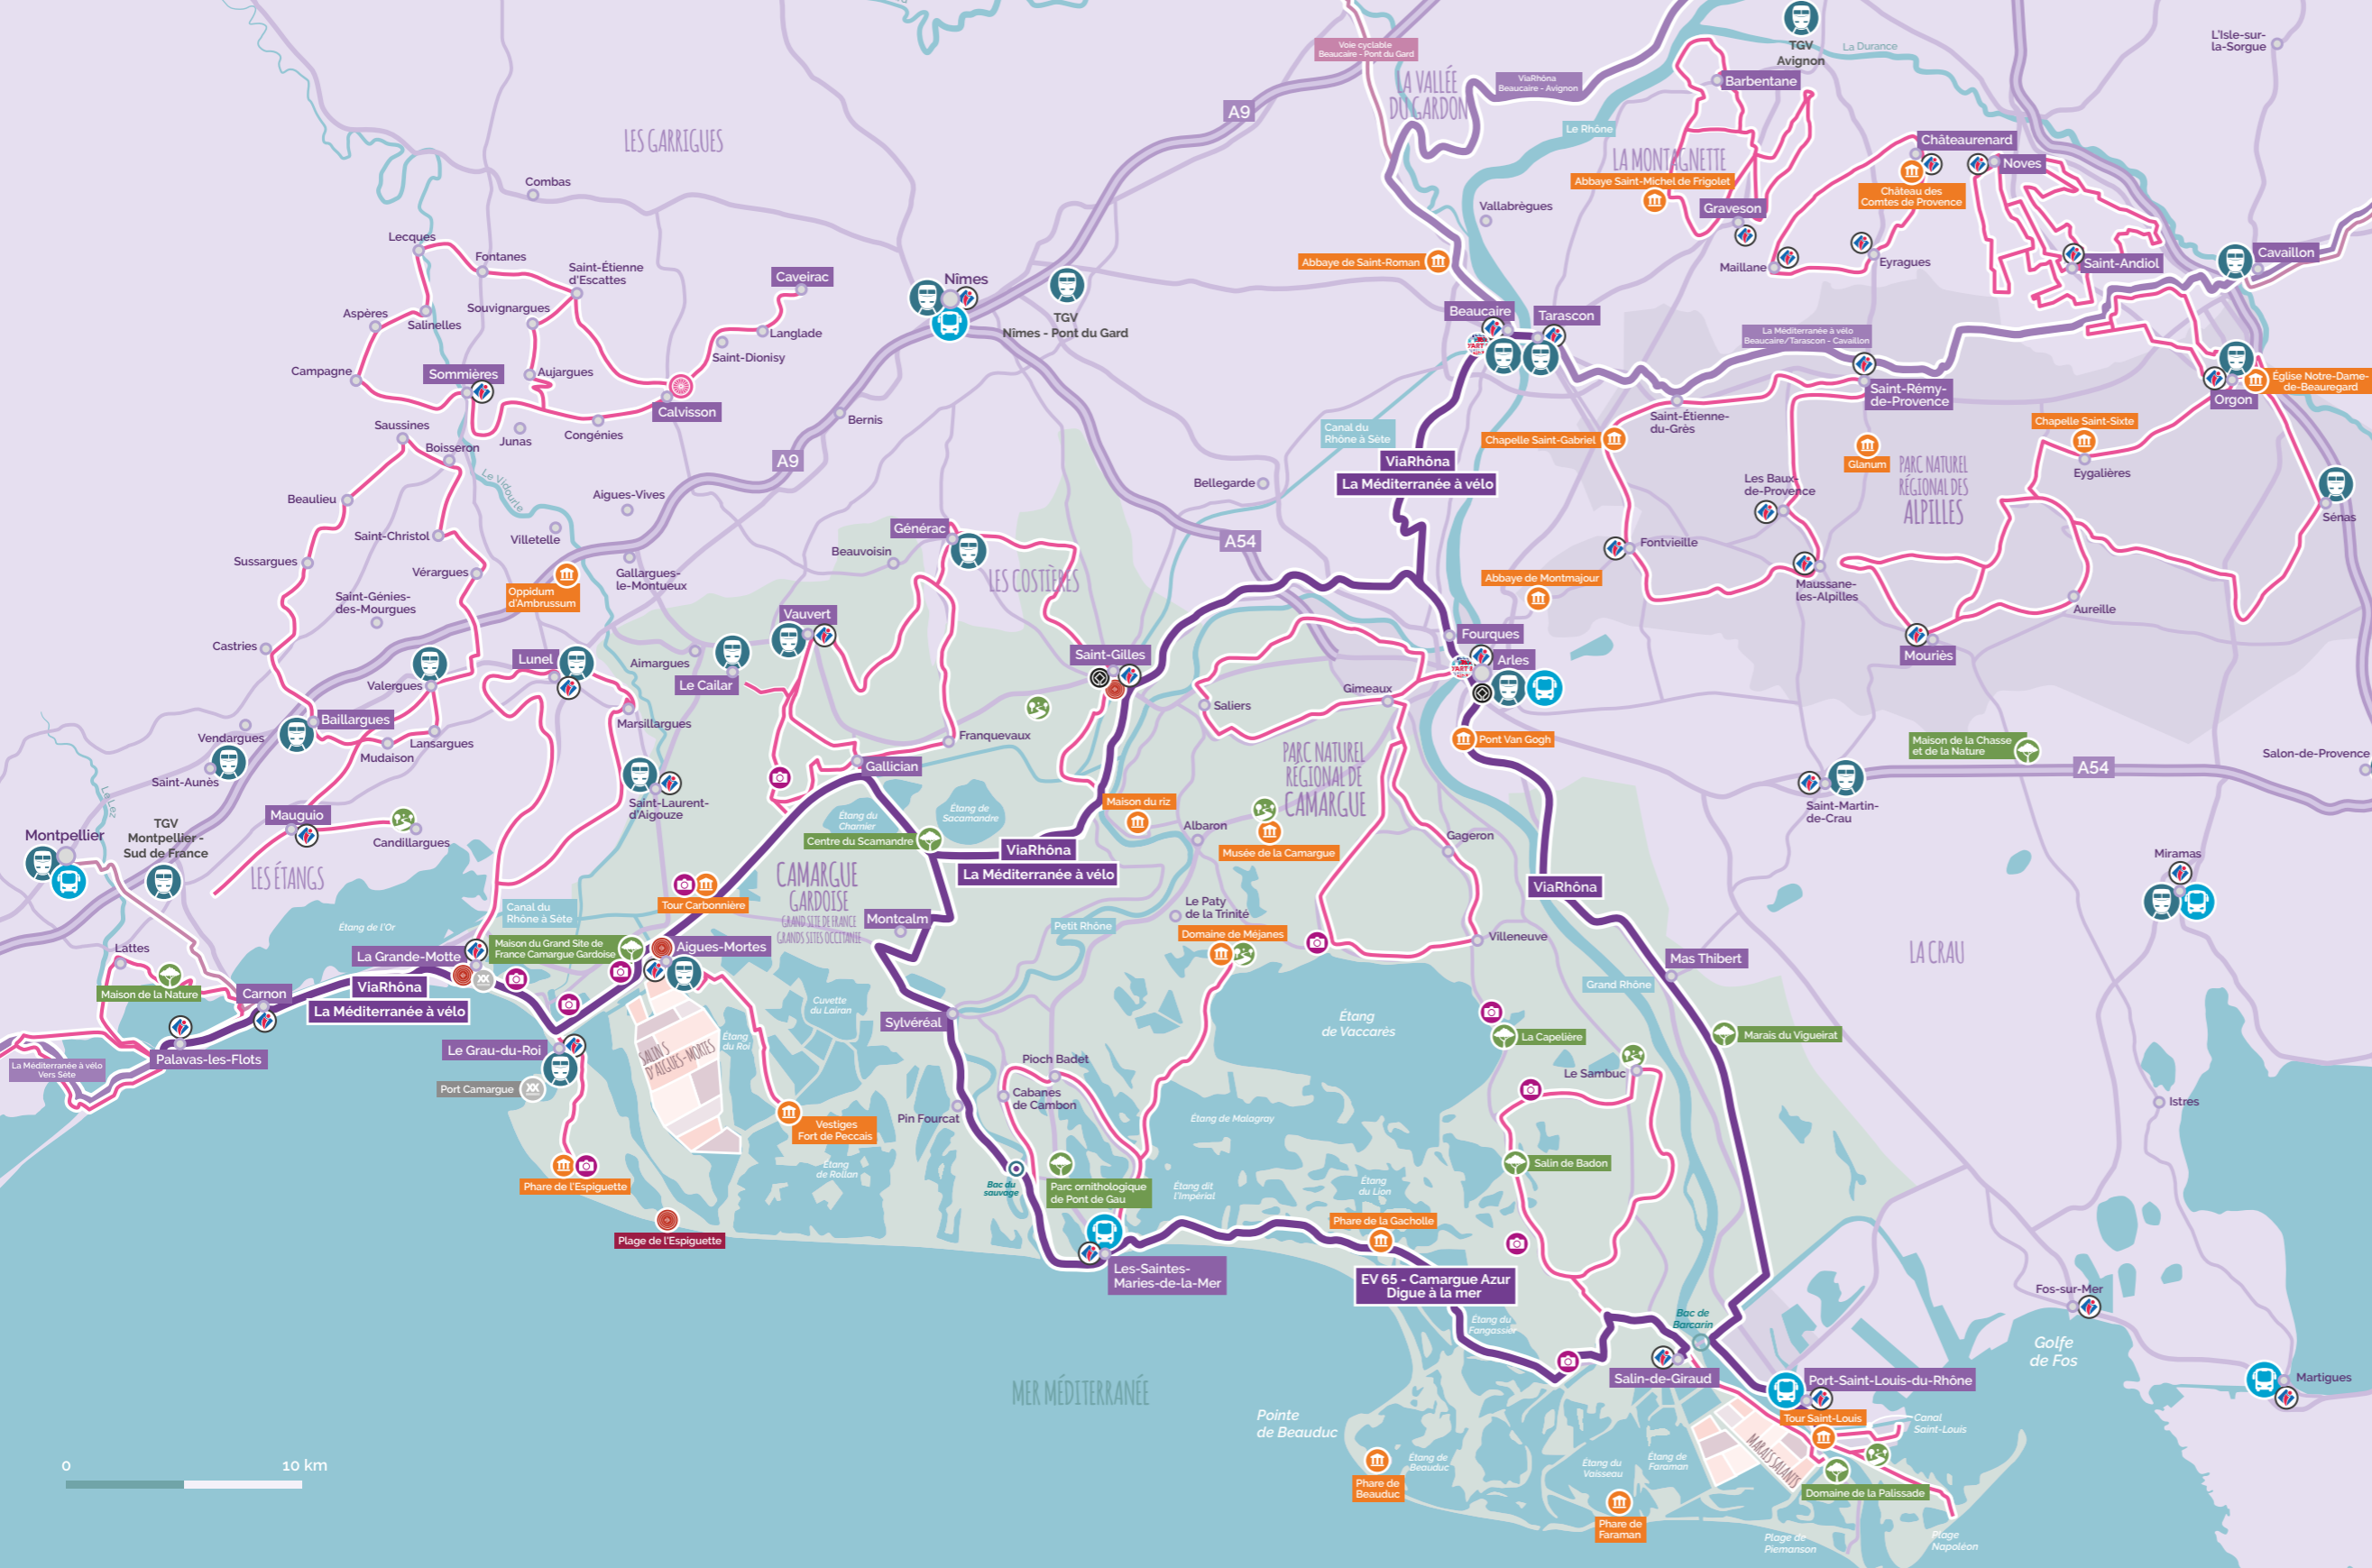 Voie cyclable
Beaucaire - Pont du Gard
LA VALLÉE
DU GARDON
ViaRhôna
Beaucaire - Avignon
TGV
Avignon
La Durance
L'Isle-sur-
la-Sorgue
Barbentane
A9
LES GARRIGUES
Le Rhône
LA MONTAGNETTE
Châteaurenard
Noves
Combas
Abbaye Saint-Michel de Frigolet
Château des
Comtes de Provence
Graveson
Vallabrègues
Lecques
Fontanes
Saint-Étienne
d'Escattes
Caveirac
Nîmes
Abbaye de Saint-Roman
Maillane
Eyragues
Saint-Andiol
Cavaillon
Aspères
Salinelles
Souvignargues
Langlade
Saint-Dionisy
TGV
Nîmes - Pont du Gard
Beaucaire
Tarascon
La Méditerranée à vélo
Beaucaire/Tarascon - Cavaillon
Campagne
Sommières
Aujargues
Calvisson
Saint-Rémy-
de-Provence
Église Notre-Dame-
de-Beauregard
Orgon
Saussines
Boisseron
Junas
Congénies
Bernis
Canal du
Rhône à Sète
Saint-Étienne-
du-Grès
Chapelle Saint-Gabriel
Chapelle Saint-Sixte
Glanum
Eygalières
A9
ViaRhôna
La Méditerranée à vélo
PARC NATUREL
RÉGIONAL DES
ALPILLES
Le Vidourle
Aigues-Vives
Bellegarde
Les Baux-
de-Provence
Beaulieu
Sénas
Saint-Christol
Villetelle
Générac
Beauvoisin
A54
Fontvieille
Sussargues
Vérargues
Gallargues-
le-Montueux
LES COSTIÈRES
Abbaye de Montmajour
Maussane-
les-Alpilles
Oppidum
d'Ambrussum
Saint-Génies-
des-Mourgues
Aureille
Vauvert
Fourques
Castries
Lunel
Aimargues
Saint-Gilles
Arles
Mouriès
Valergues
Le Cailar
Gimeaux
Saliers
Baillargues
Marsillargues
Vendargues
Lansargues
Mudaison
Franquevaux
Pont Van Gogh
Maison de la Chasse
et de la Nature
Salon-de-Provence
A54
Saint-Aunès
Gallician
PARC NATUREL
RÉGIONAL DE
CAMARGUE
Le Lez
Saint-Laurent-
d'Aigouze
Maison du riz
Saint-Martin-
de-Crau
Mauguio
Candillargues
Étang du
Charnier
Étang de
Sacamandre
Montpellier
TGV
Montpellier -
Sud de France
Centre du Scamandre
Albaron
Gageron
ViaRhôna
La Méditerranée à vélo
Musée de la Camargue
Miramas
LES ÉTANGS
CAMARGUE
GARDOISE
GRAND SITE DE FRANCE
GRANDS SITES OCCITANIE
ViaRhôna
Tour Carbonnière
Canal du
Rhône à Sète
Montcalm
Le Paty
de la Trinité
Petit Rhône
Étang de l'Or
Domaine de Méjanes
Villeneuve
LA CRAU
Lattes
La Grande-Motte
Maison du Grand Site de
France Camargue Gardoise
Aigues-Mortes
Mas Thibert
Grand Rhône
Maison de la Nature
Carnon
ViaRhôna
La Méditerranée à vélo
Cuvette
du Lairan
Sylvéréal
Étang
de Vaccarès
La Capelière
Marais du Vigueirat
Palavas-les-Flots
Le Grau-du-Roi
SALINS
D'AIGUES-MORTES
Étang
du Roi
La Méditerranée à vélo
Vers Sète
Pioch Badet
Le Sambuc
Port Camargue
Cabanes
de Cambon
Pin Fourcat
Istres
Vestiges
Fort de Peccais
Étang de Malagray
Étang
de Rollan
Salin de Badon
Phare de l'Espiguette
Bac du
sauvage
Parc ornithologique
de Pont de Gau
Étang dit
l'Impérial
Étang
du Lion
Plage de l'Espiguette
Phare de la Gacholle
Les-Saintes-
Maries-de-la-Mer
EV 65 - Camargue Azur
Digue à la mer
Fos-sur-Mer
Étang du
Fangassier
Bac de
Barcarin
Golfe
de Fos
MER MÉDITERRANÉE
Salin-de-Giraud
Port-Saint-Louis-du-Rhône
Martigues
Pointe
de Beauduc
Tour Saint-Louis
Canal
Saint-Louis
MARAIS SALANTS
0 10 km
Étang de
Beauduc
Étang du
Vaisseau
Étang de
Faraman
Phare de
Beauduc
Domaine de la Palissade
Phare de
Faraman
Plage de
Piemanson
Plage
Napoléon